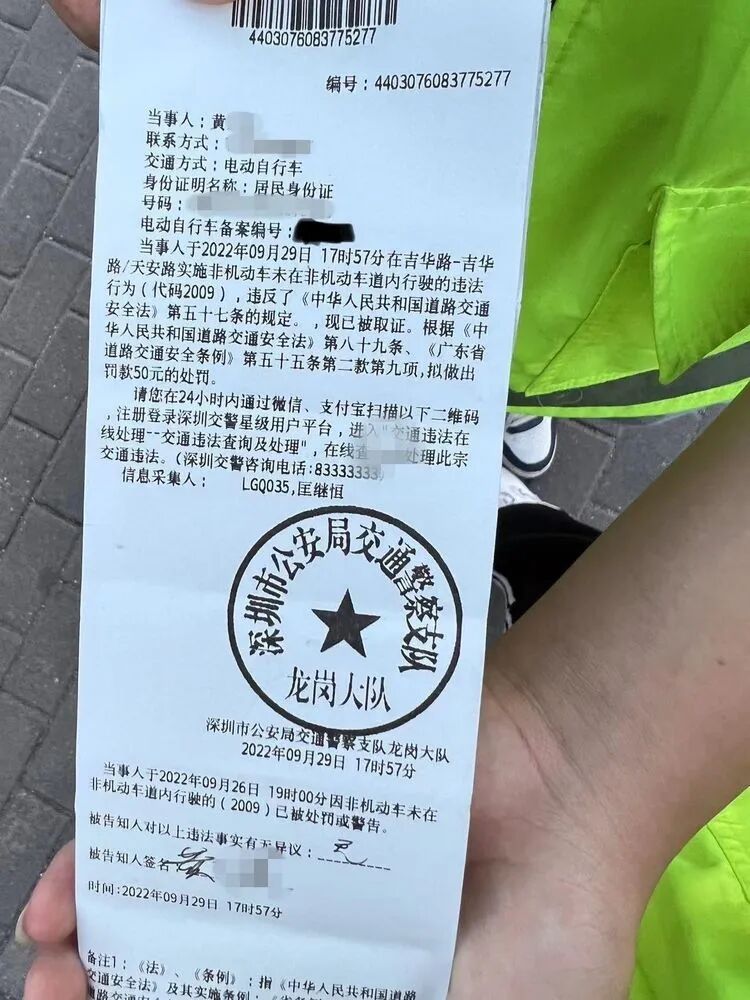 4403076083775277
编号：4403076083775277
当事人：黄
联系方式：
交通方式：电动自行车
身份证明名称：居民身份证
号码：
电动自行车备案编号：
当事人于2022年09月29日 17时57分在吉华路-吉华
路/天安路实施非机动车未在非机动车道内行驶的违法
行为（代码2009），违反了《中华人民共和国道路交通
安全法》第五十七条的规定。，现已被取证。根据《中
华人民共和国道路交通安全法》第八十九条、《广东省
道路交通安全条例》第五十五条第二款第九项，拟做出
罚款50元的处罚。
请您在24小时内通过微信、支付宝扫描以下二维码
，注册登录深圳交警星级用户平台，进入"交通违法在
线处理--交通违法查询及处理"，在线查处理此宗
交通违法。（深圳交警咨询电话：83333333）
信息采集人： LGQ035,匡继恒
深圳市公安局交通警察支队
龙岗大队
深圳市公安局交通警察支队龙岗大队
2022年09月29日 17时57分
当事人于2022年09月26日 19时00分因非机动车未在
非机动车道内行驶的（2009）已被处罚或警告。
被告知人对以上违法事实有无异议：无
被告知人签名
时间：2022年09月29日 17时57分
备注1：《法》、《条例》：指《中华人民共和国道路
交通安全法》及其实施条例；